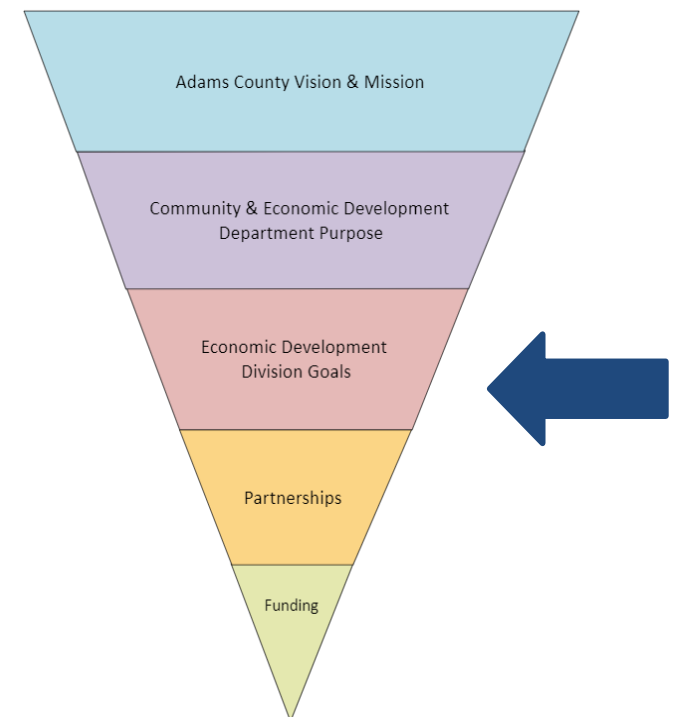 Adams County Vision & Mission
Community & Economic Development
Department Purpose
Economic Development
Division Goals
Partnerships
Funding